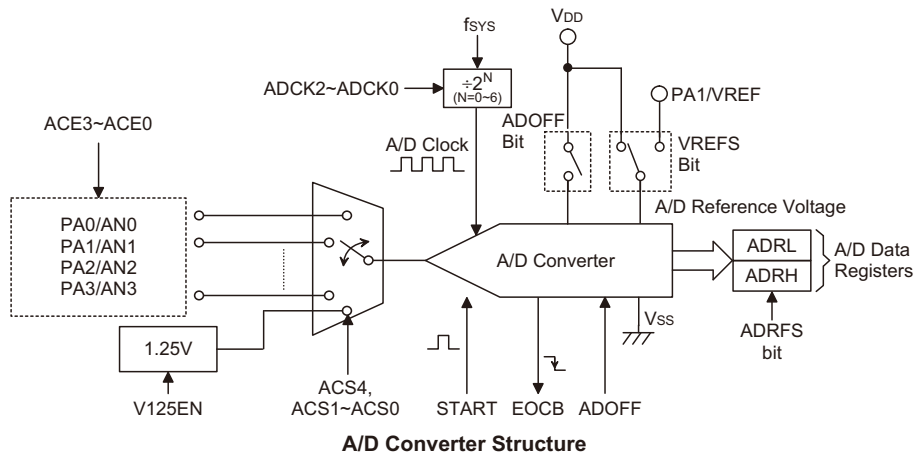 fSYS
VDD
ADCK2~ADCK0
÷2^N
(N=0~6)
PA1/VREF
ACE3~ACE0
A/D Clock
ADOFF
Bit
VREFS
Bit
PA0/AN0
PA1/AN1
PA2/AN2
PA3/AN3
A/D Reference Voltage
A/D Converter
ADRL
ADRH
A/D Data
Registers
VSS
ADRFS
bit
1.25V
V125EN
ACS4,
ACS1~ACS0
START
EOCB
ADOFF
A/D Converter Structure